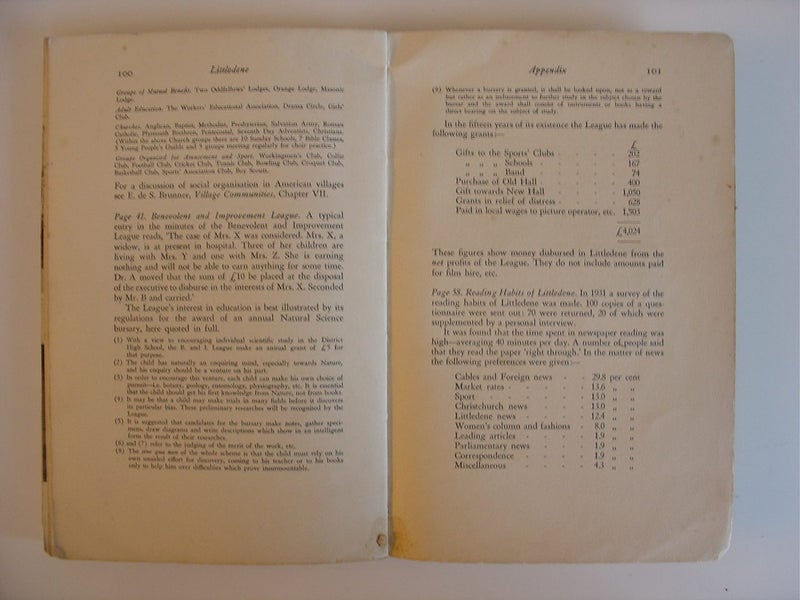 100 Littledene
Groups of Mutual Benefit. Two Oddfellows' Lodges, Orange Lodge, Masonic
Lodge.
Adult Education. The Workers' Educational Association, Drama Circle, Girls'
Club.
Churches. Anglican, Baptist, Methodist, Presbyterian, Salvation Army, Roman
Catholic, Plymouth Brethren, Pentecostal, Seventh Day Adventists, Christians.
(Within the above Church groups there are 10 Sunday Schools, 7 Bible Classes,
3 Young People's Guilds and 5 groups meeting regularly for choir practice.)
Groups Organised for Amusement and Sport. Workingmen's Club, Collie
Club, Football Club, Cricket Club, Tennis Club, Bowling Club, Croquet Club,
Basketball Club, Sports' Association Club, Boy Scouts.
For a discussion of social organisation in American villages
see E. de S. Brunner, Village Communities, Chapter VII.
Page 41. Benevolent and Improvement League. A typical
entry in the minutes of the Benevolent and Improvement
League reads, 'The case of Mrs. X was considered. Mrs. X, a
widow, is at present in hospital. Three of her children are
living with Mrs. Y and one with Mrs. Z. She is earning
nothing and will not be able to earn anything for some time.
Dr. A moved that the sum of £10 be placed at the disposal
of the executive to disburse in the interests of Mrs. X. Seconded
by Mr. B and carried.'
The League's interest in education is best illustrated by its
regulations for the award of an annual Natural Science
bursary, here quoted in full.
(1) With a view to encouraging individual scientific study in the District
High School, the B. and I. League make an annual grant of £5 for
that purpose.
(2) The child has naturally an enquiring mind, especially towards Nature,
and his enquiry should be a venture on his part.
(3) In order to encourage this venture, each child can make his own choice of
pursuit—i.e. botany, geology, entomology, physiography, etc. It is essential
that the child should get his first knowledge from Nature, not from books.
(4) It may be that a child may make trials in many fields before it discovers
its particular bias. These preliminary researches will be recognised by the
League.
(5) It is suggested that candidates for the bursary make notes, gather speci-
mens, draw diagrams and write descriptions which show in an intelligent
form the result of their researches.
(6) and (7) refer to the judging of the merit of the work, etc.
(8) The sine qua non of the whole scheme is that the child must rely on his
own unaided effort for discovery, coming to his teacher or to his books
only to help him over difficulties which prove insurmountable.
Appendix 101
(9) Whenever a bursary is granted, it shall be looked upon, not as a reward
but rather as an inducement to further study in the subject chosen by the
bursar and the award shall consist of instruments or books having a
direct bearing on the subject of study.
In the fifteen years of its existence the League has made the
following grants:—
£
Gifts to the Sports' Clubs - - - 202
„ „ „ Schools - - - 167
„ „ „ Band - - - 74
Purchase of Old Hall - - - 400
Gift towards New Hall - - - 1,050
Grants in relief of distress - - - 628
Paid in local wages to picture operator, etc. 1,503
£4,024
These figures show money disbursed in Littledene from the
net profits of the League. They do not include amounts paid
for film hire, etc.
Page 58. Reading Habits of Littledene. In 1931 a survey of the
reading habits of Littledene was made. 100 copies of a ques-
tionnaire were sent out: 70 were returned, 20 of which were
supplemented by a personal interview.
It was found that the time spent in newspaper reading was
high—averaging 40 minutes per day. A number of people said
that they read the paper 'right through.' In the matter of news
the following preferences were given:—
Cables and Foreign news - - 29.8 per cent
Market rates - - - - 13.6 „ „
Sport - - - - - 13.0 „ „
Christchurch news - - - 13.0 „ „
Littledene news - - - 12.4 „ „
Women's column and fashions - 8.0 „ „
Leading articles - - - 1.9 „ „
Parliamentary news - - - 1.9 „ „
Correspondence - - - 1.9 „ „
Miscellaneous - - - - 4.3 „ „